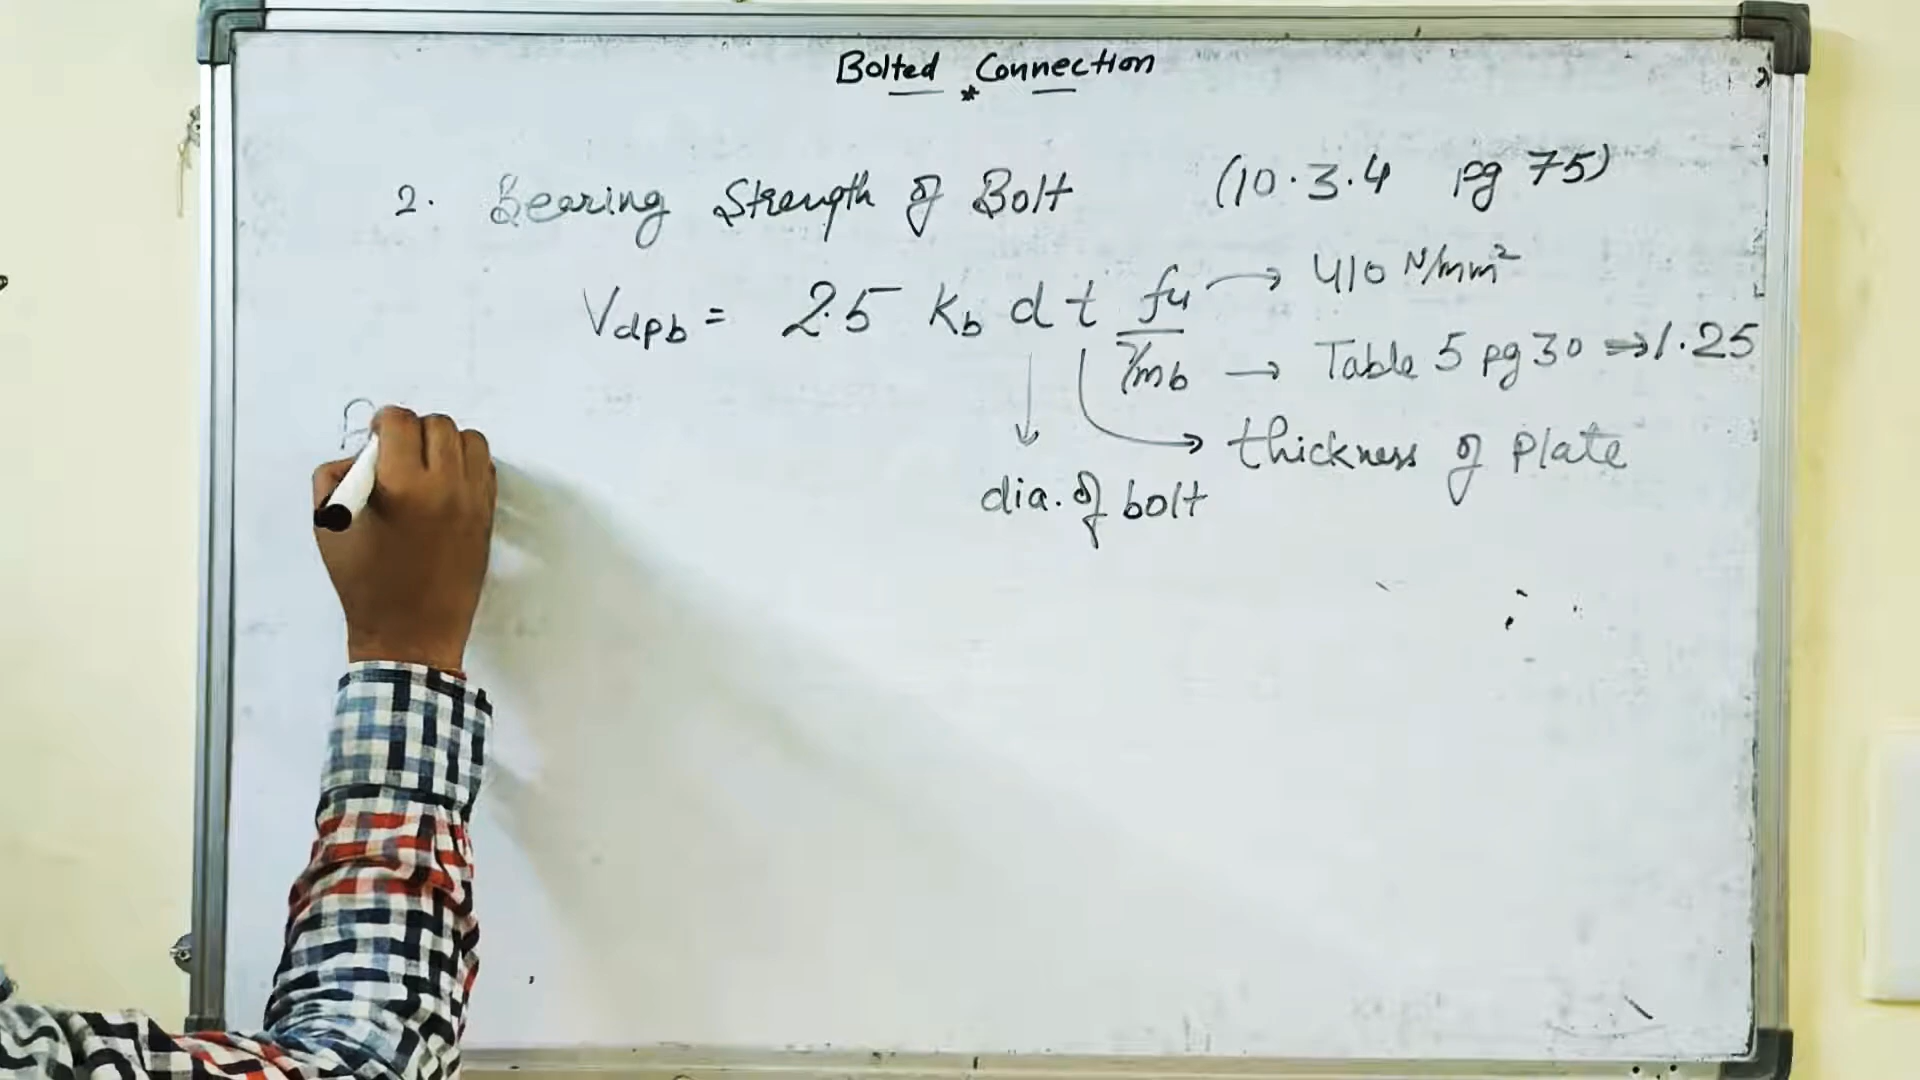 Bolted Connection
2. Bearing Strength of Bolt (10.3.4 pg 75)
Vdpb = 2.5 kb d t fu/γmb
→ 410 N/mm²
→ Table 5 pg 30 ⇒ 1.25
→ thickness of plate
dia. of bolt